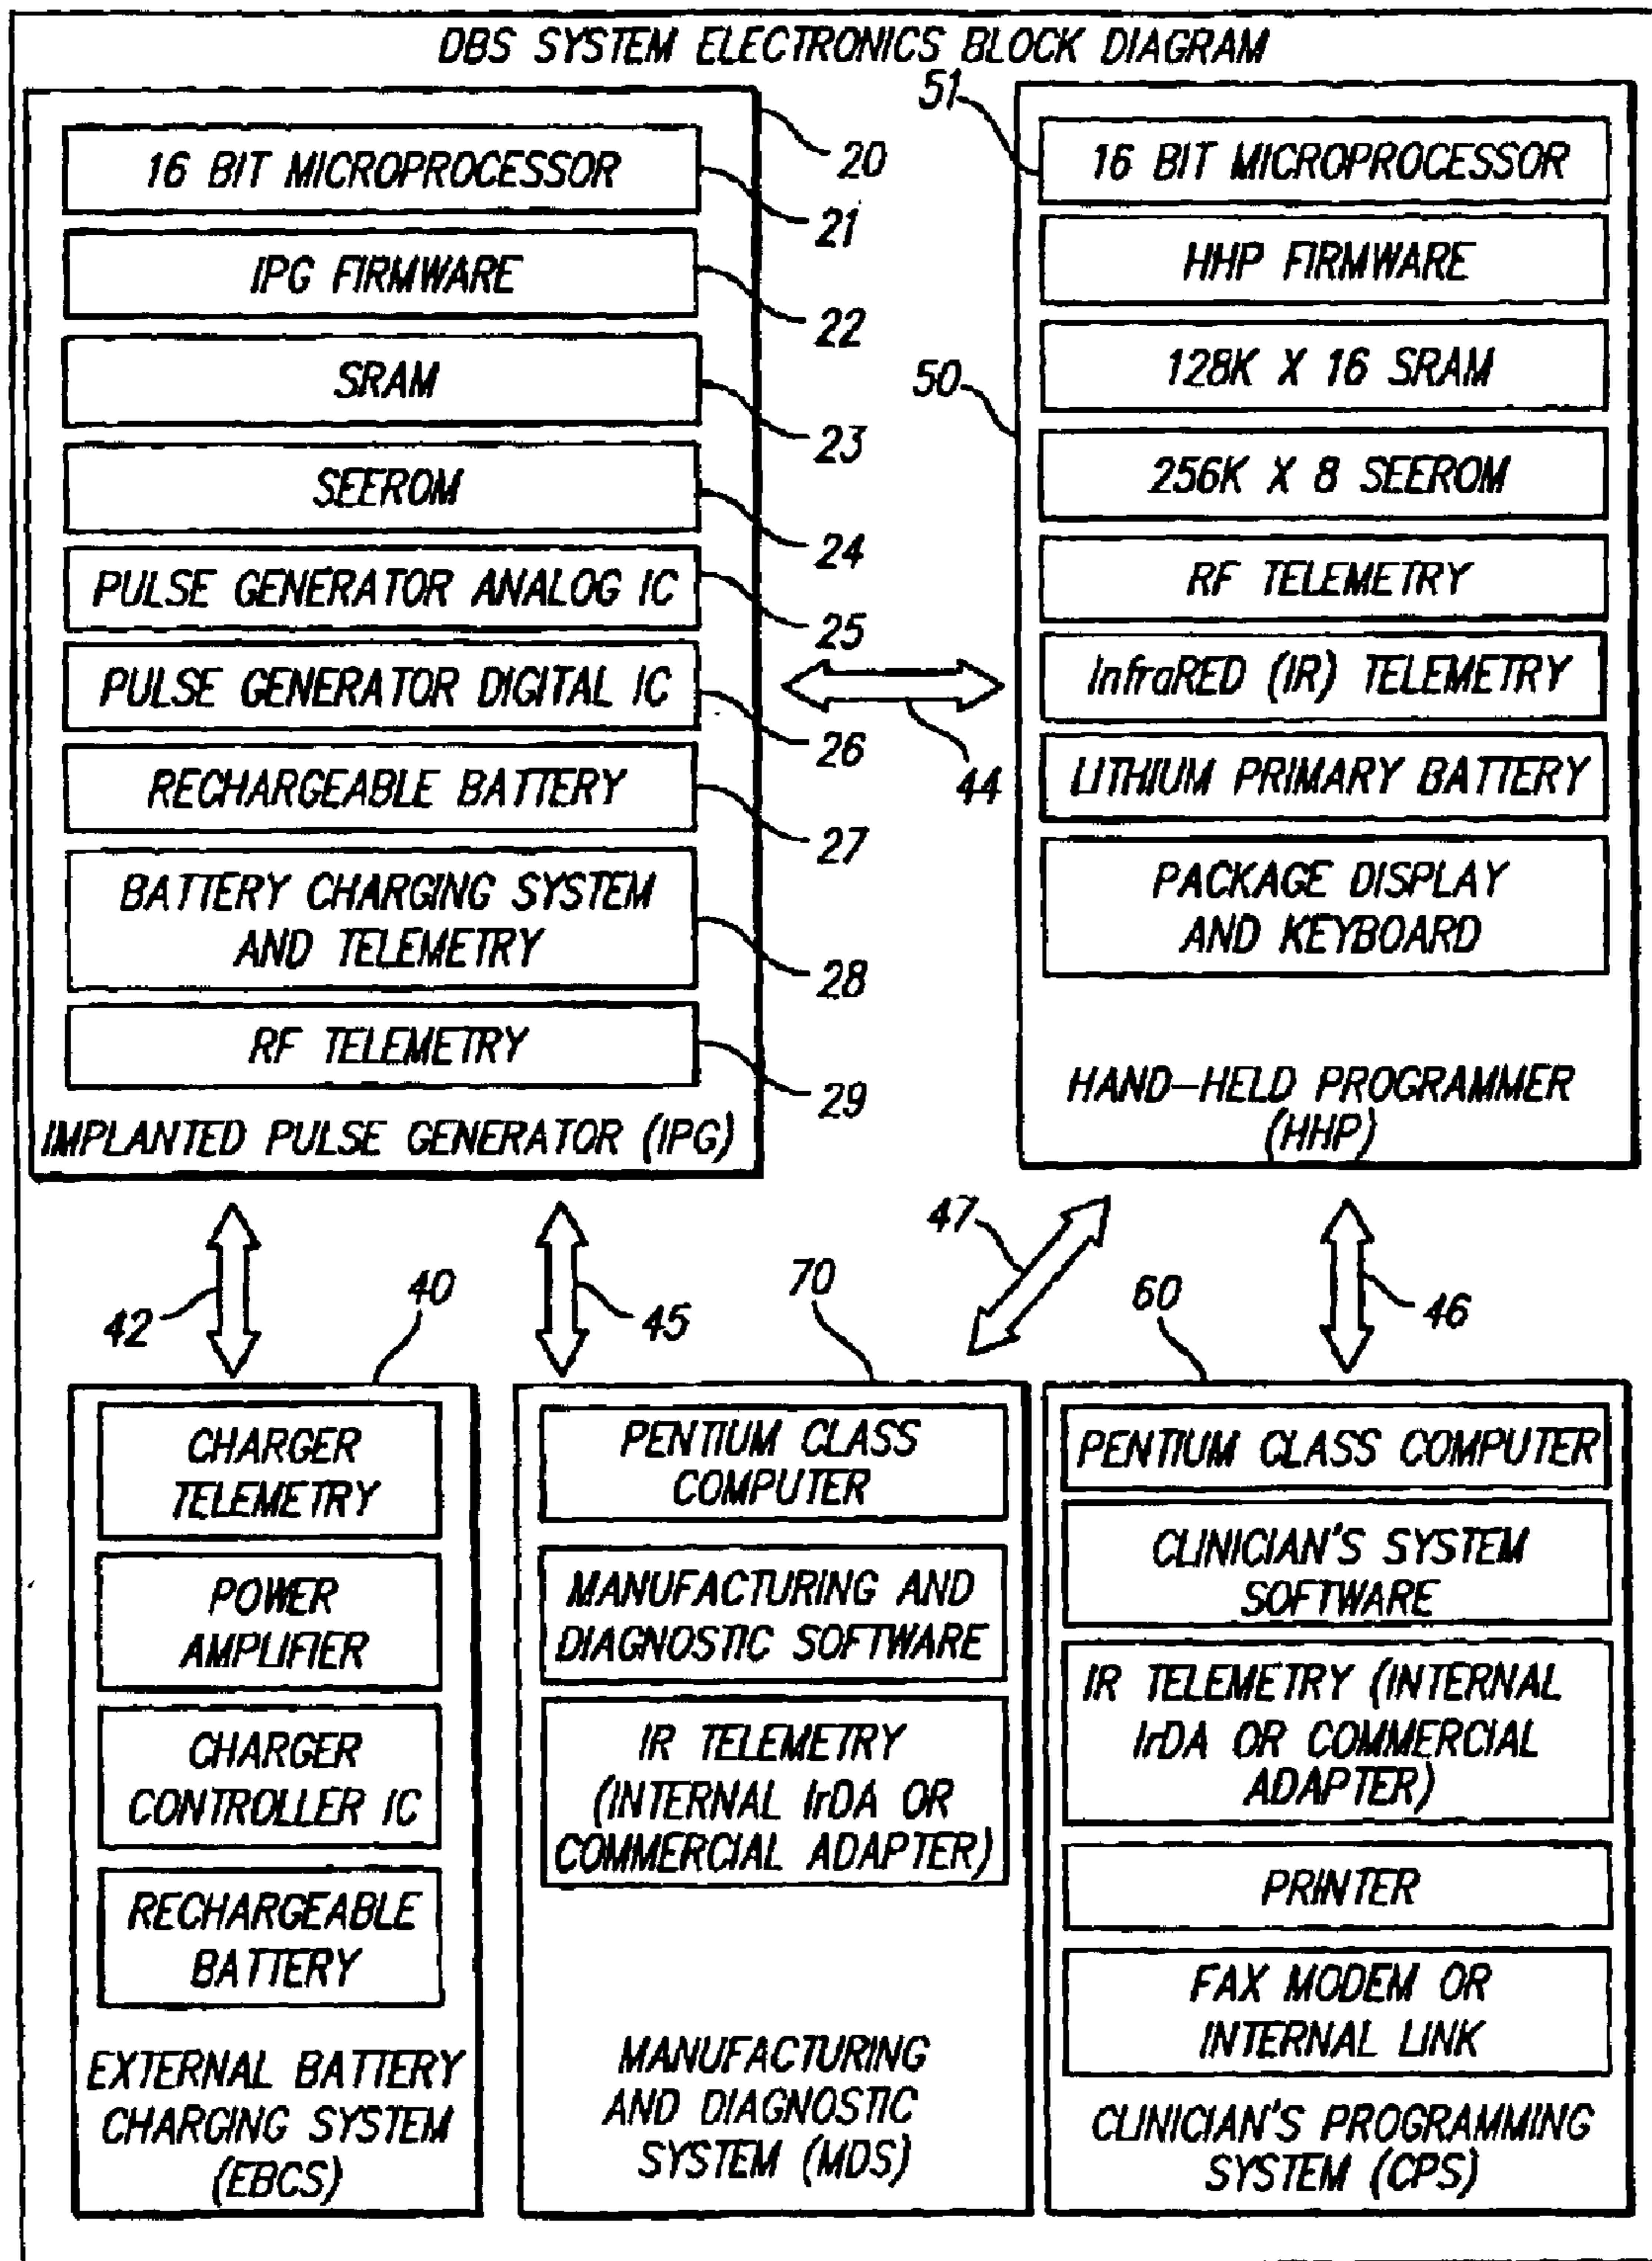 DBS SYSTEM ELECTRONICS BLOCK DIAGRAM
16 BIT MICROPROCESSOR
IPG FIRMWARE
SRAM
SEEROM
PULSE GENERATOR ANALOG IC
PULSE GENERATOR DIGITAL IC
RECHARGEABLE BATTERY
BATTERY CHARGING SYSTEM
AND TELEMETRY
RF TELEMETRY
IMPLANTED PULSE GENERATOR (IPG)
20
21
22
23
24
25
26
27
28
29
44
51
50
16 BIT MICROPROCESSOR
HHP FIRMWARE
128K X 16 SRAM
256K X 8 SEEROM
RF TELEMETRY
InfraRED (IR) TELEMETRY
LITHIUM PRIMARY BATTERY
PACKAGE DISPLAY
AND KEYBOARD
HAND-HELD PROGRAMMER
(HHP)
42
40
45
70
47
60
46
CHARGER
TELEMETRY
POWER
AMPLIFIER
CHARGER
CONTROLLER IC
RECHARGEABLE
BATTERY
EXTERNAL BATTERY
CHARGING SYSTEM
(EBCS)
PENTIUM CLASS
COMPUTER
MANUFACTURING AND
DIAGNOSTIC SOFTWARE
IR TELEMETRY
(INTERNAL IrDA OR
COMMERCIAL ADAPTER)
MANUFACTURING
AND DIAGNOSTIC
SYSTEM (MDS)
PENTIUM CLASS COMPUTER
CLINICIAN'S SYSTEM
SOFTWARE
IR TELEMETRY (INTERNAL
IrDA OR COMMERCIAL
ADAPTER)
PRINTER
FAX MODEM OR
INTERNAL LINK
CLINICIAN'S PROGRAMMING
SYSTEM (CPS)